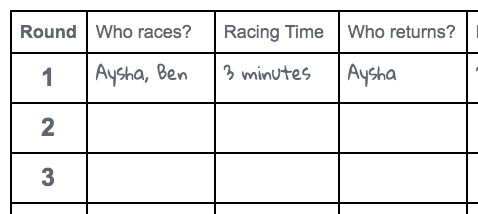 Round Who races? Racing Time Who returns?
1 Aysha, Ben 3 minutes Aysha
2
3